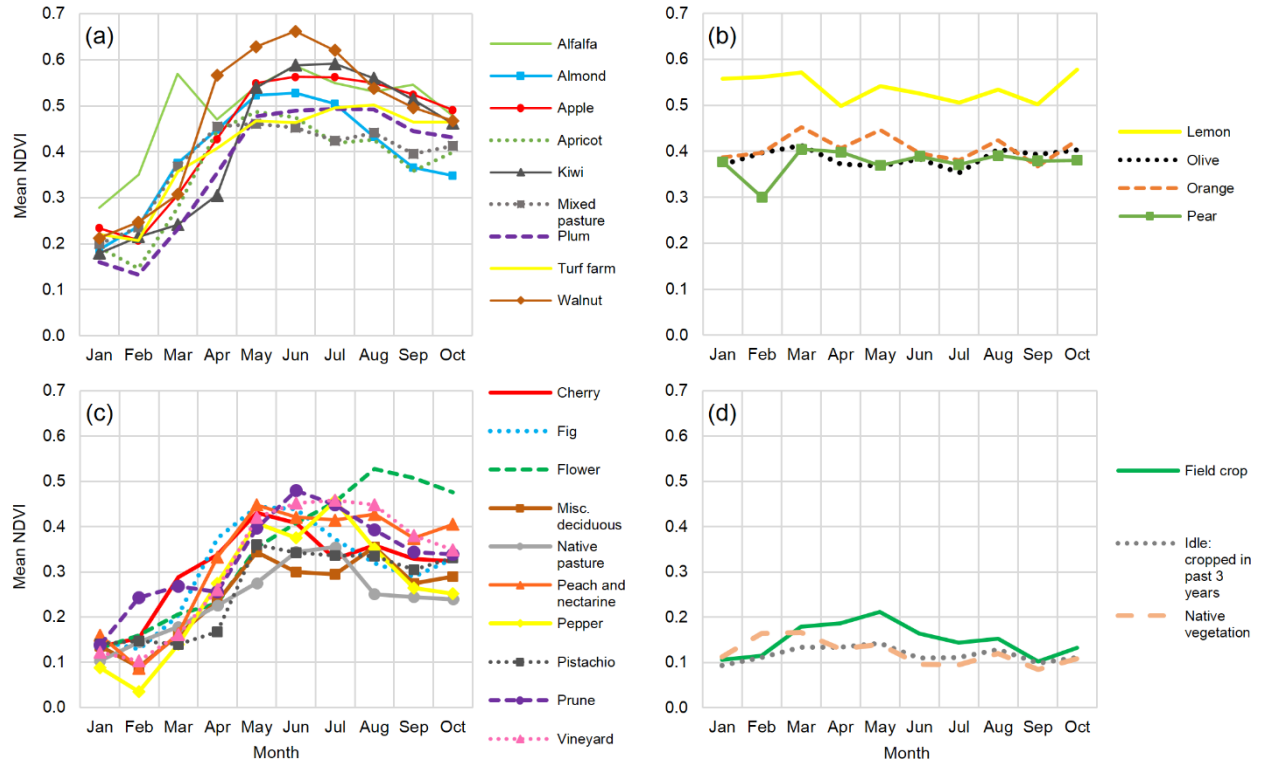 (a)
Mean NDVI
0.7
0.6
0.5
0.4
0.3
0.2
0.1
0.0
Jan Feb Mar Apr May Jun Jul Aug Sep Oct
Alfalfa
Almond
Apple
Apricot
Kiwi
Mixed
pasture
Plum
Turf farm
Walnut
(b)
0.7
0.6
0.5
0.4
0.3
0.2
0.1
0.0
Jan Feb Mar Apr May Jun Jul Aug Sep Oct
Lemon
Olive
Orange
Pear
(c)
Mean NDVI
0.7
0.6
0.5
0.4
0.3
0.2
0.1
0.0
Jan Feb Mar Apr May Jun Jul Aug Sep Oct
Month
Cherry
Fig
Flower
Misc.
deciduous
Native
pasture
Peach and
nectarine
Pepper
Pistachio
Prune
Vineyard
(d)
0.7
0.6
0.5
0.4
0.3
0.2
0.1
0.0
Jan Feb Mar Apr May Jun Jul Aug Sep Oct
Month
Field crop
Idle:
cropped in
past 3
years
Native
vegetation